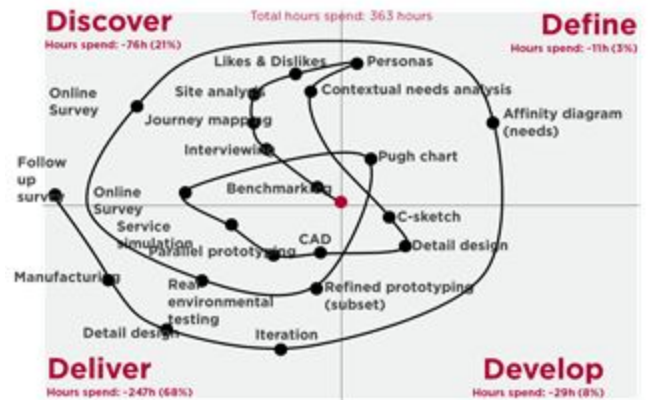 Discover
Total hours spend: 363 hours
Define
Hours spend: ~76h (21%)
Hours spend: ~11h (3%)
Likes & Dislikes
Personas
Site analysis
Contextual needs analysis
Online
Survey
Journey mapping
Affinity diagram
(needs)
Interviewing
Pugh chart
Follow
up
survey
Benchmarking
Online
Survey
C-sketch
Service
simulation
CAD
Detail design
Parallel prototyping
Manufacturing
Real
environmental
testing
Refined prototyping
(subset)
Detail design
Iteration
Deliver
Develop
Hours spend: ~247h (68%)
Hours spend: ~29h (8%)